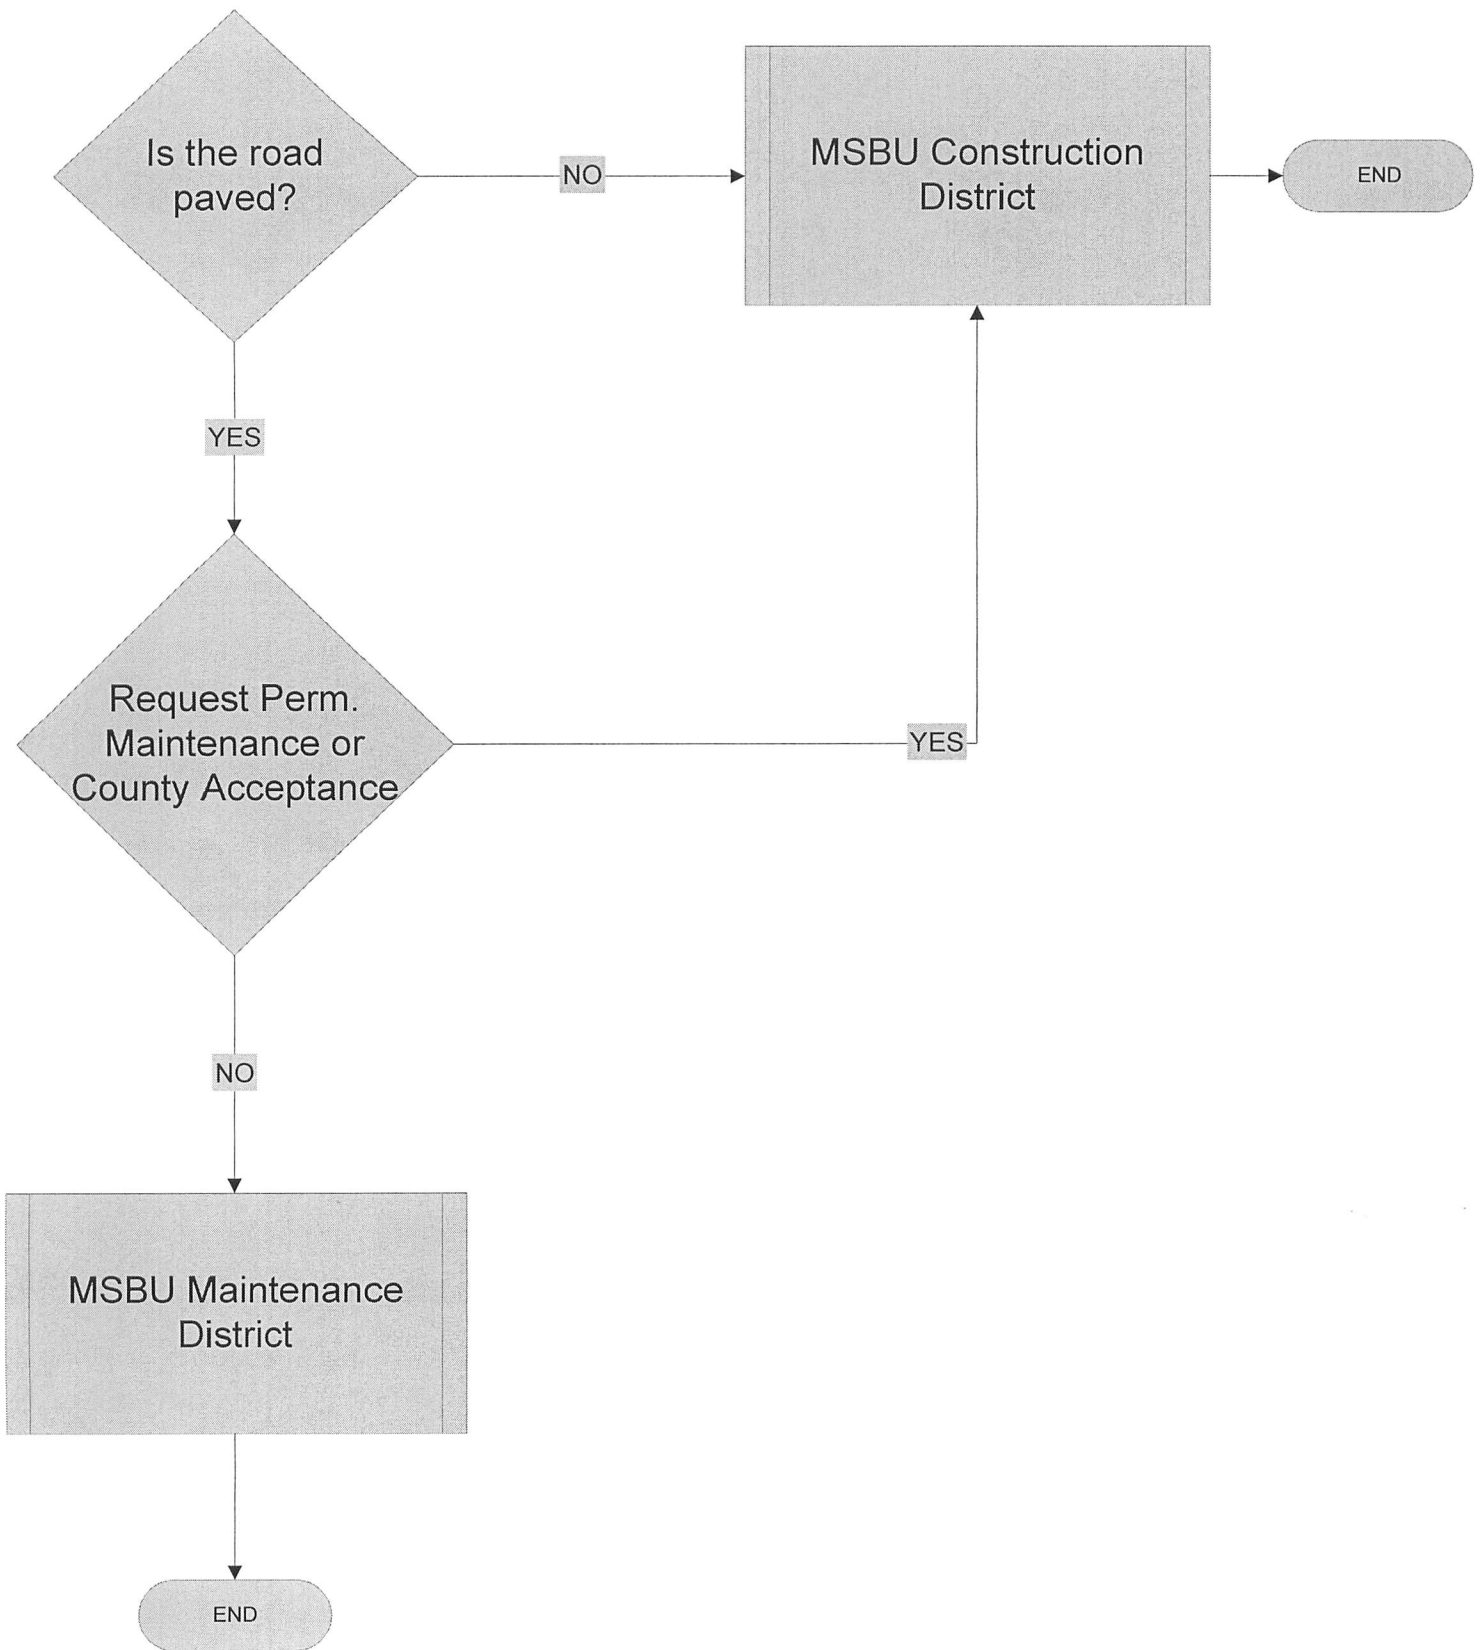 Is the road
paved?
NO
MSBU Construction
District
END
YES
Request Perm.
Maintenance or
County Acceptance
YES
NO
MSBU Maintenance
District
END